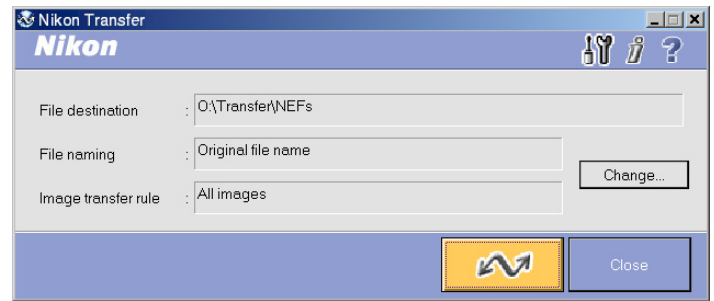 Nikon Transfer
Nikon
File destination : O:\Transfer\NEFs
File naming : Original file name
Change...
Image transfer rule : All images
Close